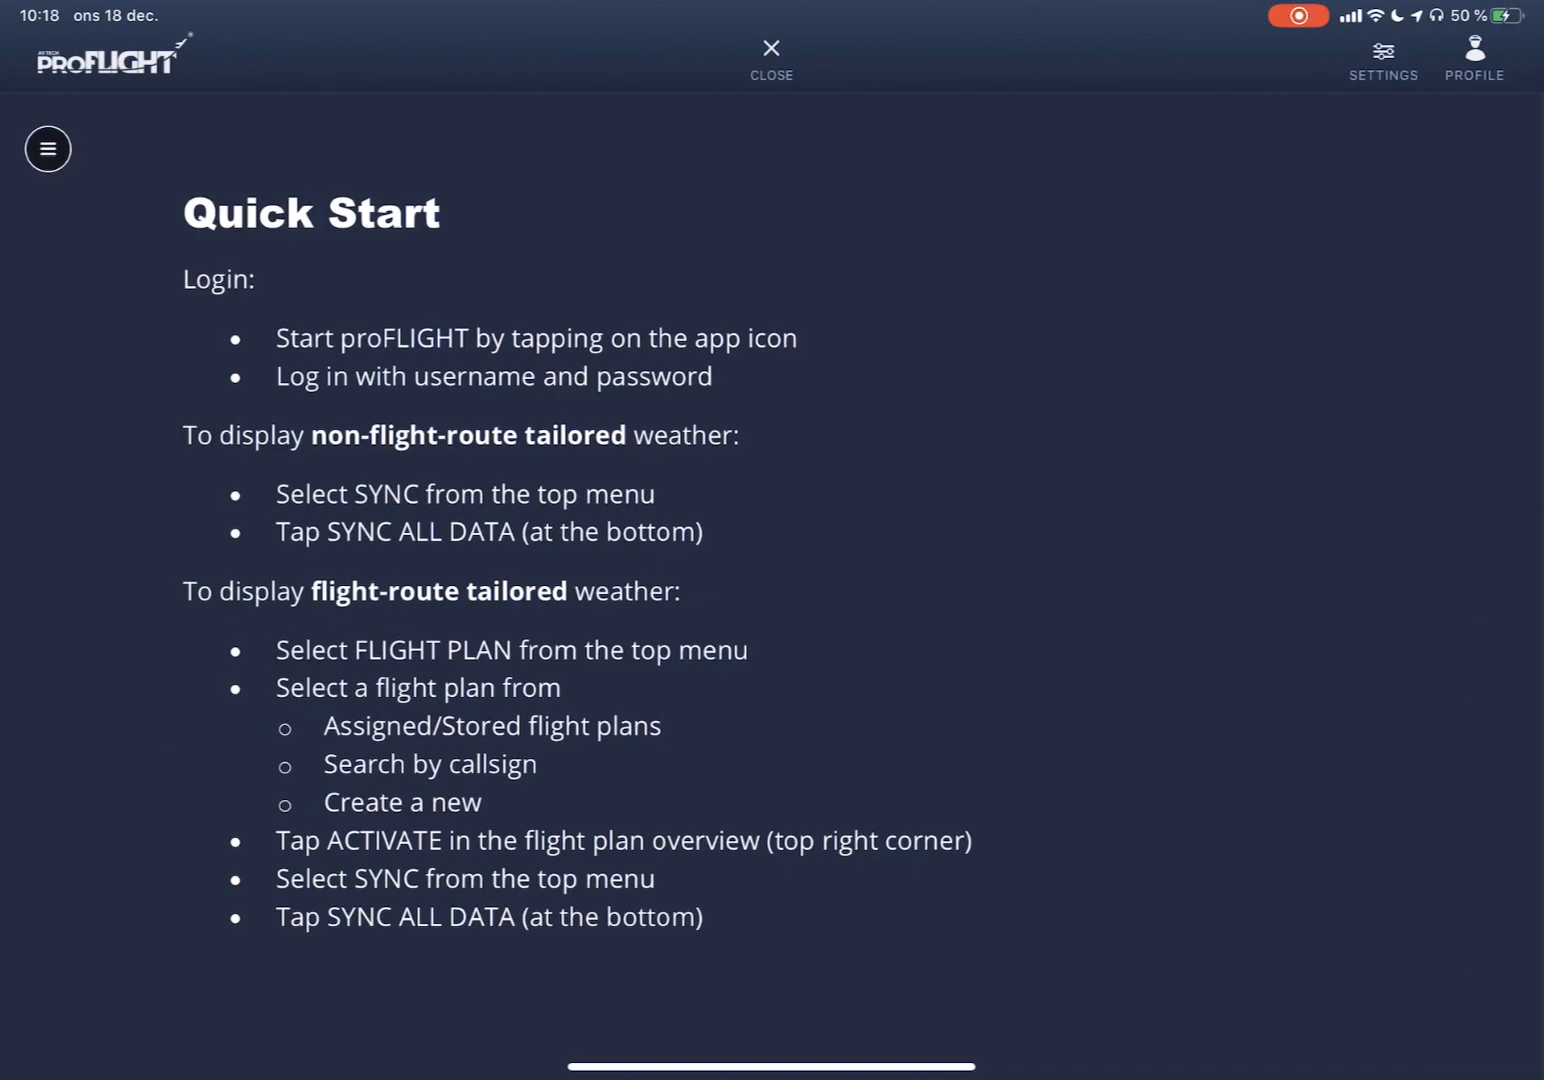 10:18 ons 18 dec.
50 %
AVTECH
PROFLIGHT
CLOSE
SETTINGS
PROFILE
Quick Start
Login:
• Start proFLIGHT by tapping on the app icon
• Log in with username and password
To display non-flight-route tailored weather:
• Select SYNC from the top menu
• Tap SYNC ALL DATA (at the bottom)
To display flight-route tailored weather:
• Select FLIGHT PLAN from the top menu
• Select a flight plan from
○ Assigned/Stored flight plans
○ Search by callsign
○ Create a new
• Tap ACTIVATE in the flight plan overview (top right corner)
• Select SYNC from the top menu
• Tap SYNC ALL DATA (at the bottom)